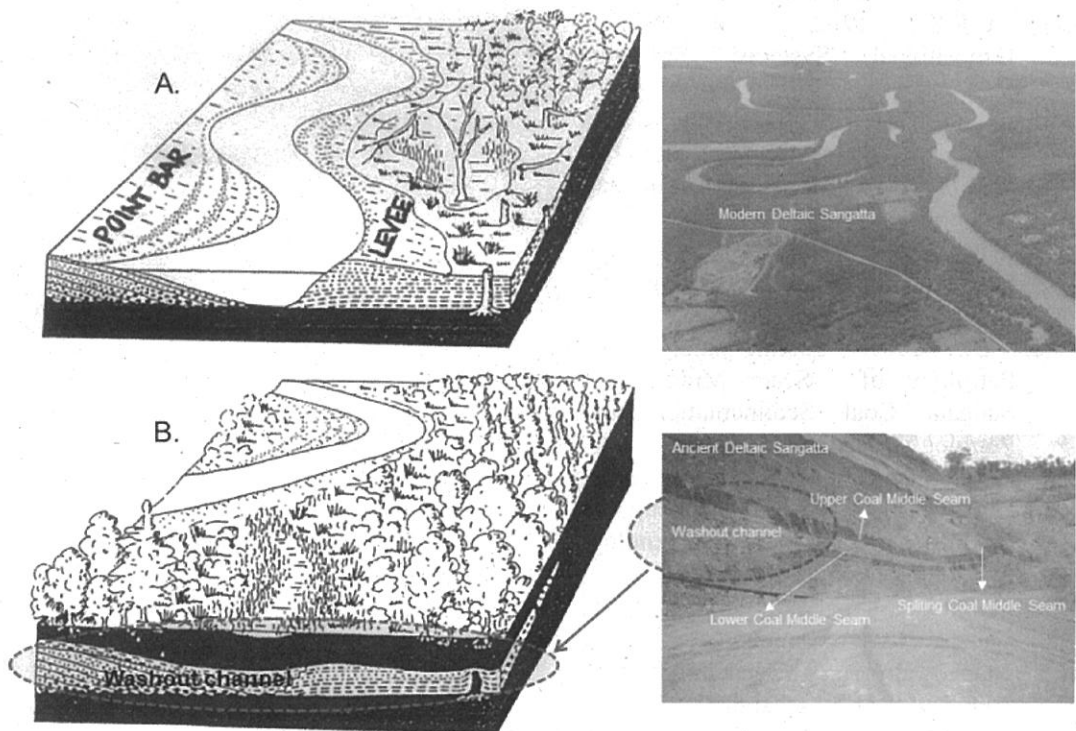 A.
POINT BAR
LEVEE
Modern Deltaic Sangatta
B.
Washout channel
Ancient Deltaic Sangatta
Upper Coal Middle Seam
Washout channel
Spliting Coal Middle Seam
Lower Coal Middle Seam